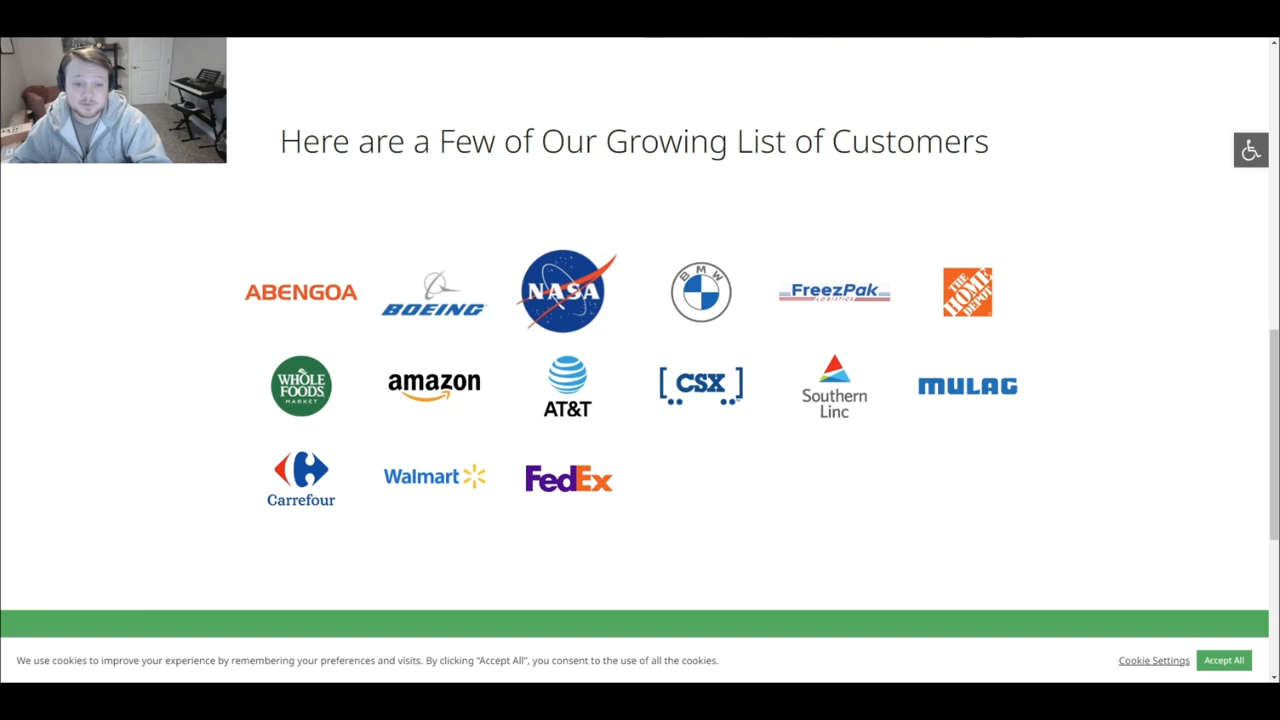 Here are a Few of Our Growing List of Customers
ABENGOA
BOEING
NASA
BMW
FreezPak
THE
HOME
DEPOT
WHOLE
FOODS
MARKET
amazon
AT&T
CSX
Southern
Linc
MULAG
Carrefour
Walmart
FedEx
We use cookies to improve your experience by remembering your preferences and visits. By clicking “Accept All”, you consent to the use of all the cookies.
Cookie Settings
Accept All